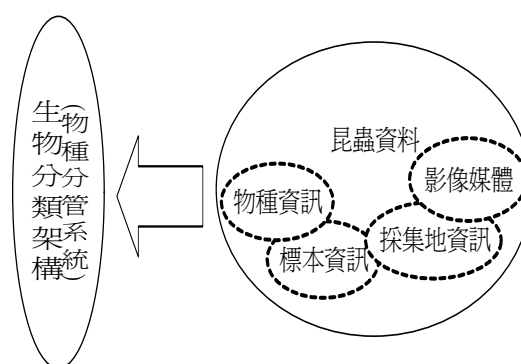 生物分類架構
(物種分管系統)
昆蟲資料
影像媒體
物種資訊
採集地資訊
標本資訊